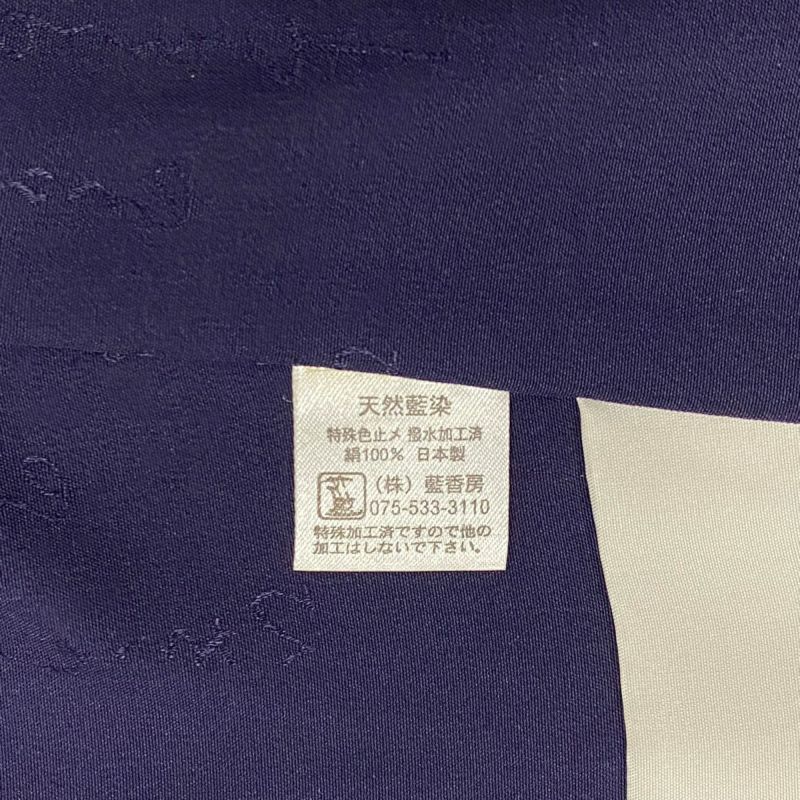 天然藍染
特殊色止メ 撥水加工済
絹100% 日本製
(株) 藍香房
075-533-3110
特殊加工済ですので他の
加工はしないで下さい。